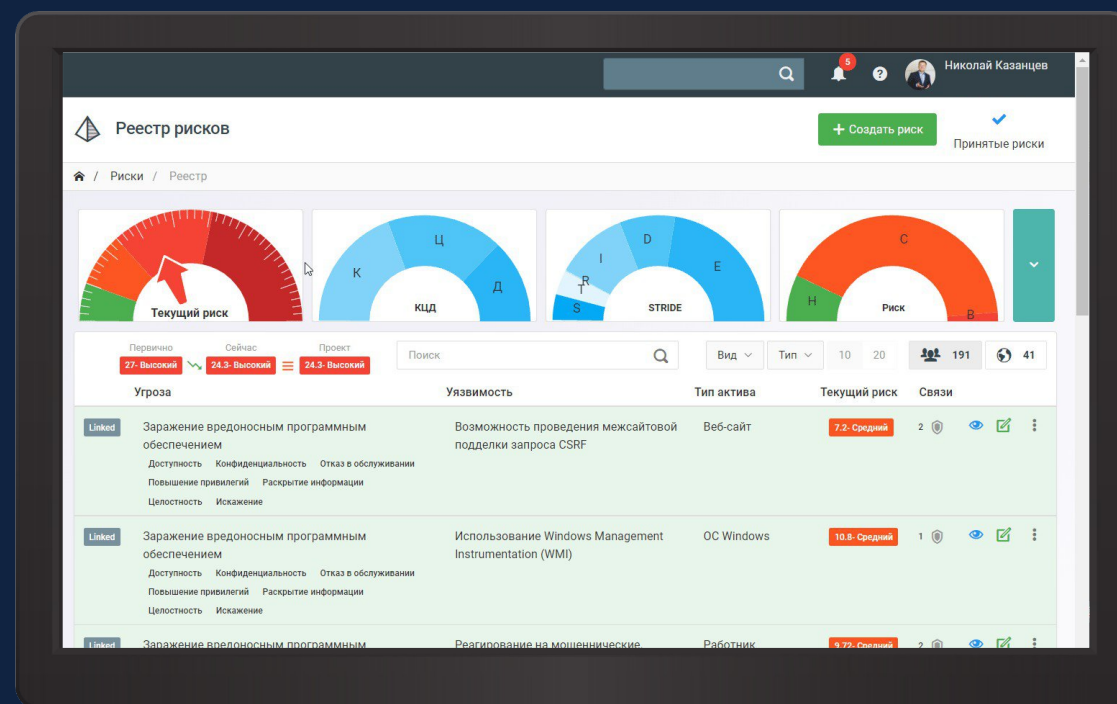 5
Николай Казанцев
Реестр рисков
+ Создать риск
Принятые риски
/ Риски / Реестр
Текущий риск
К
Ц
Д
КЦД
S
T
R
I
D
E
STRIDE
Н
С
В
Риск
Первично
Сейчас
Проект
27- Высокий
24.3- Высокий
24.3- Высокий
Поиск
Вид
Тип
10
20
191
41
Угроза
Уязвимость
Тип актива
Текущий риск
Связи
Linked
Заражение вредоносным программным
обеспечением
Доступность Конфиденциальность Отказ в обслуживании
Повышение привилегий Раскрытие информации
Целостность Искажение
Возможность проведения межсайтовой
подделки запроса CSRF
Веб-сайт
7.2- Средний
2
Linked
Заражение вредоносным программным
обеспечением
Доступность Конфиденциальность Отказ в обслуживании
Повышение привилегий Раскрытие информации
Целостность Искажение
Использование Windows Management
Instrumentation (WMI)
ОС Windows
10.8- Средний
1
Linked
Заражение вредоносным программным
Реагирование на мошеннические
Работник
9.72- Средний
2